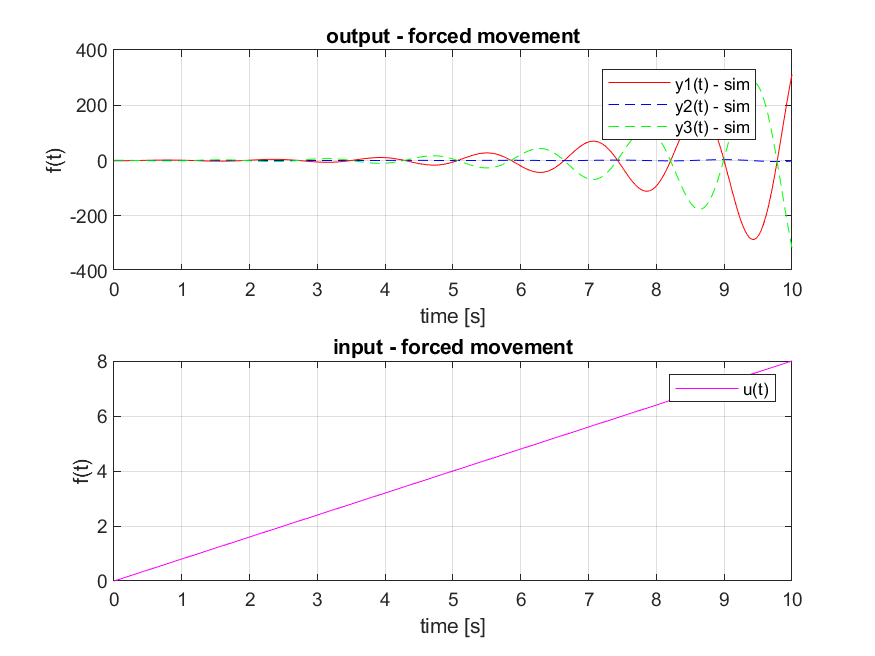 output - forced movement
400
200
0
-200
-400
f(t)
y1(t) - sim
y2(t) - sim
y3(t) - sim
0 1 2 3 4 5 6 7 8 9 10
time [s]
input - forced movement
8
6
4
2
0
f(t)
u(t)
0 1 2 3 4 5 6 7 8 9 10
time [s]